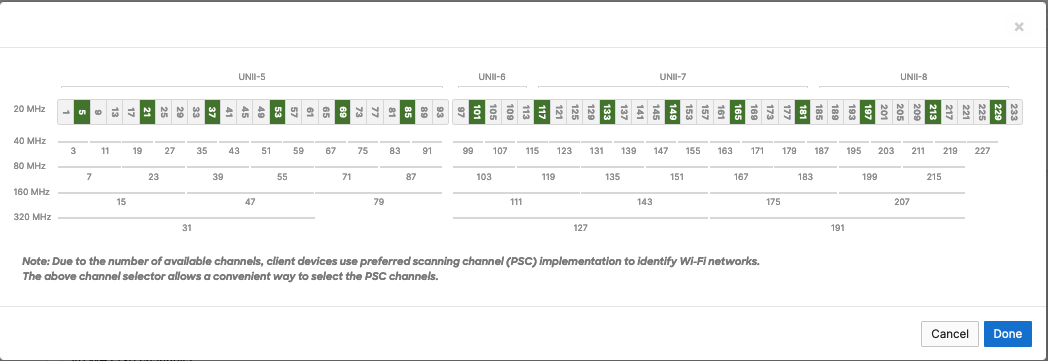 ×
UNII-5 UNII-6 UNII-7 UNII-8
20 MHz 1 5 9 13 17 21 25 29 33 37 41 45 49 53 57 61 65 69 73 77 81 85 89 93 97 101 105 109 113 117 121 125 129 133 137 141 145 149 153 157 161 165 169 173 177 181 185 189 193 197 201 205 209 213 217 221 225 229 233
40 MHz
3 11 19 27 35 43 51 59 67 75 83 91 99 107 115 123 131 139 147 155 163 171 179 187 195 203 211 219 227
80 MHz
7 23 39 55 71 87 103 119 135 151 167 183 199 215
160 MHz
15 47 79 111 143 175 207
320 MHz
31 127 191
Note: Due to the number of available channels, client devices use preferred scanning channel (PSC) implementation to identify Wi-Fi networks.
The above channel selector allows a convenient way to select the PSC channels.
Cancel Done